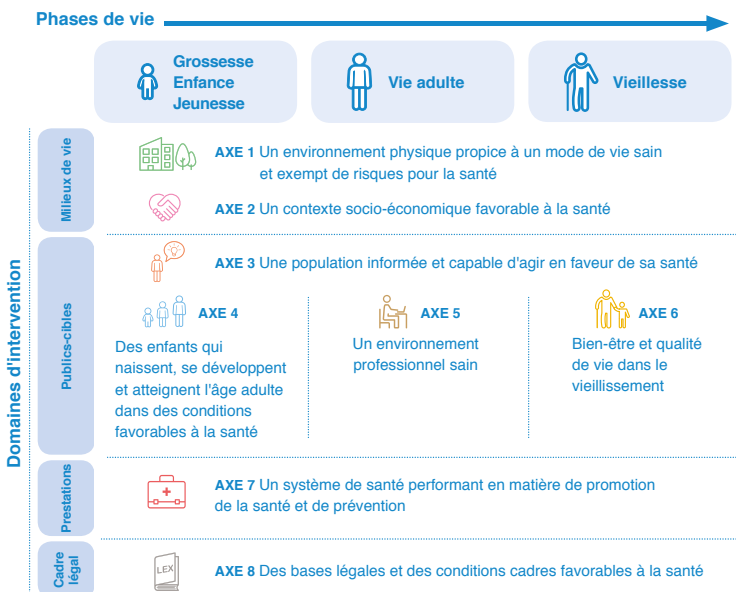 Phases de vie
Grossesse
Enfance
Jeunesse
Vie adulte
Vieillesse
Domaines d'intervention
Milieux de vie
AXE 1 Un environnement physique propice à un mode de vie sain
et exempt de risques pour la santé
AXE 2 Un contexte socio-économique favorable à la santé
Publics-cibles
AXE 3 Une population informée et capable d'agir en faveur de sa santé
AXE 4
Des enfants qui
naissent, se développent
et atteignent l'âge adulte
dans des conditions
favorables à la santé
AXE 5
Un environnement
professionnel sain
AXE 6
Bien-être et qualité
de vie dans le
vieillissement
Prestations
AXE 7 Un système de santé performant en matière de promotion
de la santé et de prévention
Cadre
légal
LEX
AXE 8 Des bases légales et des conditions cadres favorables à la santé